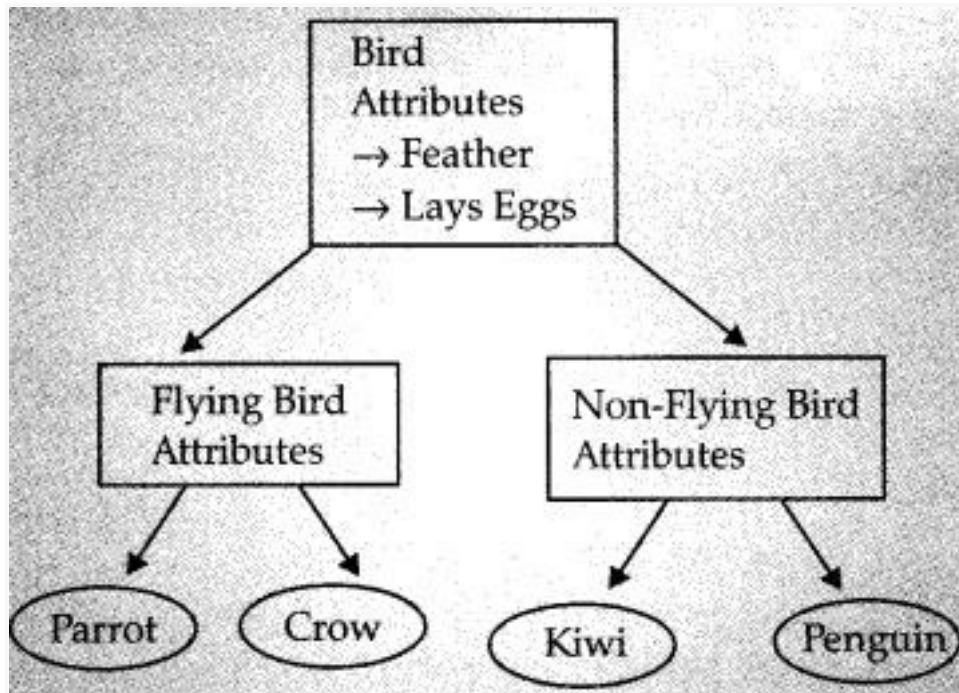 Bird
Attributes
→ Feather
→ Lays Eggs
Flying Bird
Attributes
Non-Flying Bird
Attributes
Parrot
Crow
Kiwi
Penguin